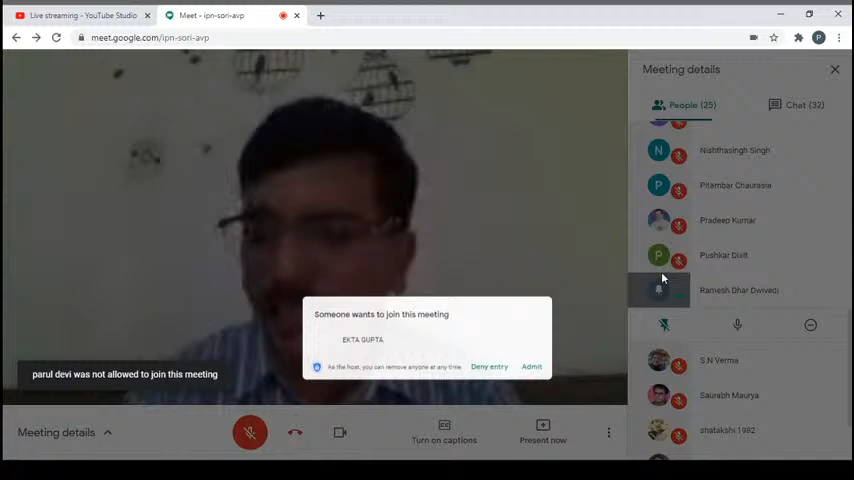 Live streaming - YouTube Studio
Meet - ipn-sori-avp
meet.google.com/ipn-sori-avp
P
Meeting details
People (25)
Chat (32)
N
Nishthasingh Singh
P
Pitambar Chaurasia
Pradeep Kumar
P
Pushkar Dixit
Ramesh Dhar Dwivedi
Someone wants to join this meeting
EKTA GUPTA
As the host, you can remove anyone at any time
Deny entry
Admit
S.N Verma
parul devi was not allowed to join this meeting
Saurabh Maurya
Meeting details
CC
Turn on captions
Present now
shatakshi.1982